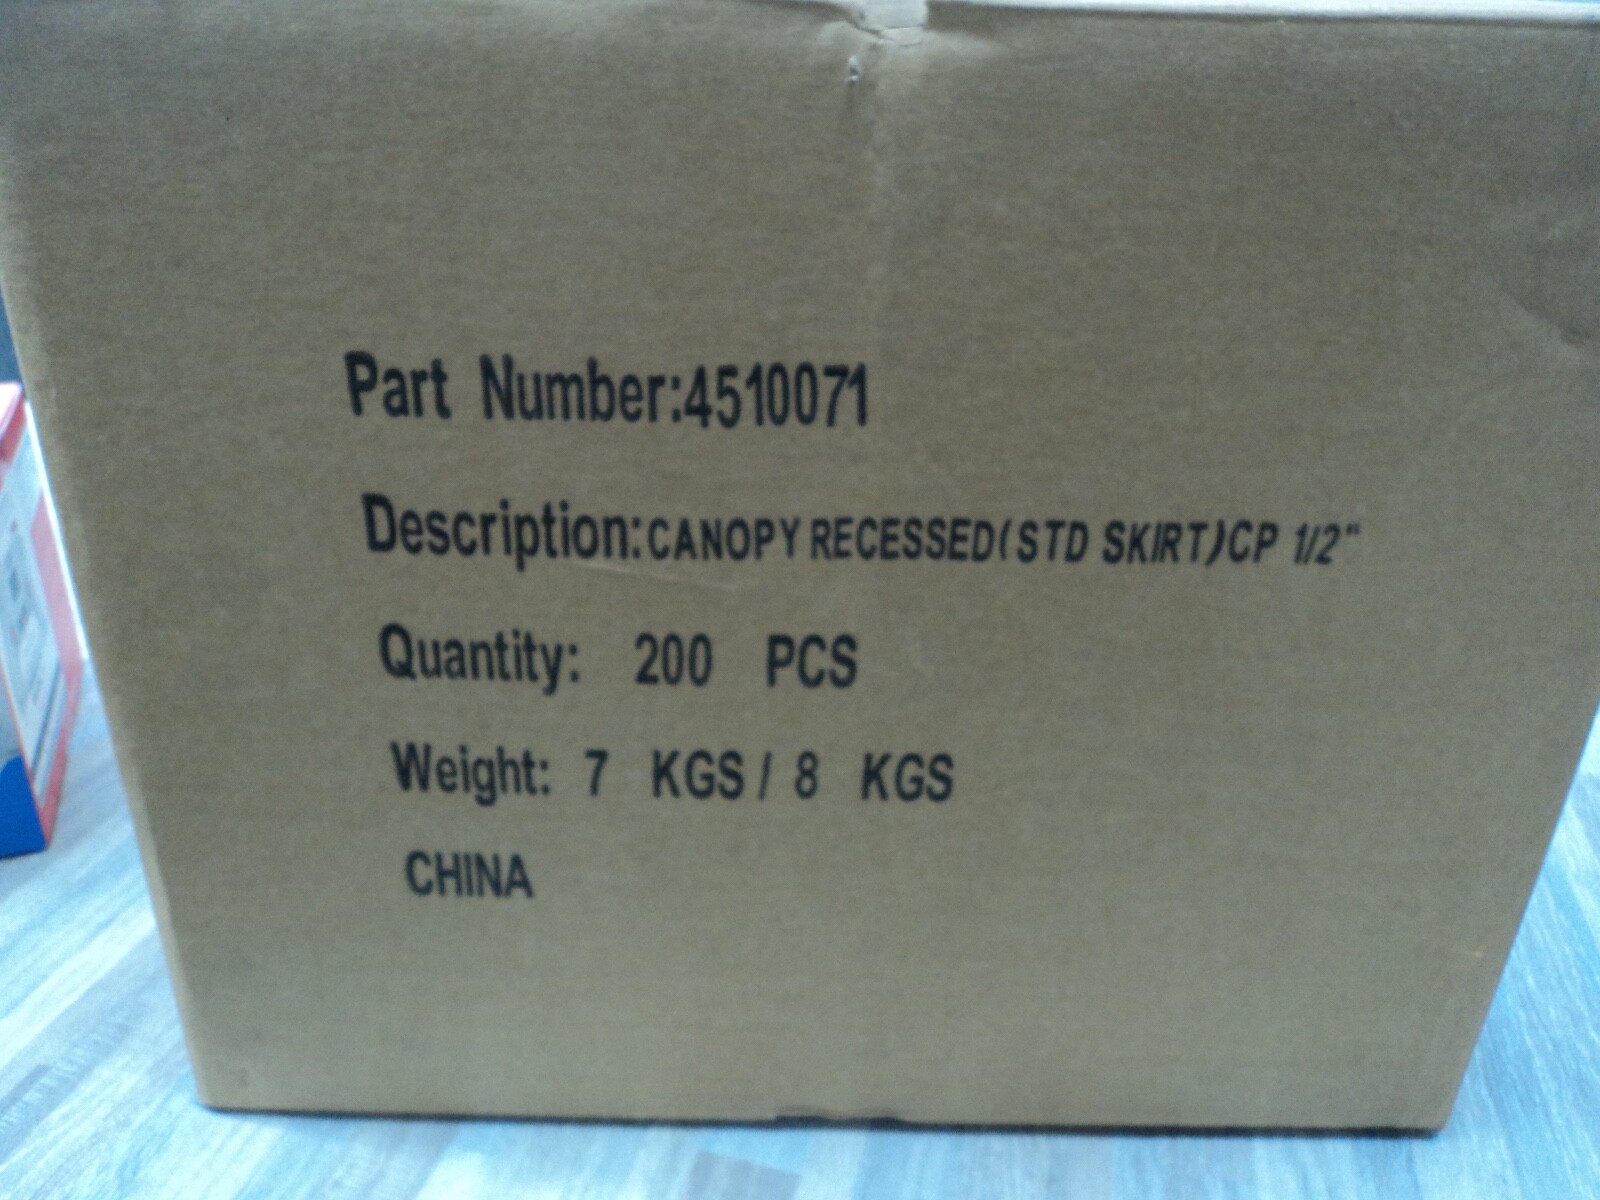 Part Number:4510071
Description:CANOPY RECESSED(STD SKIRT)CP 1/2"
Quantity: 200 PCS
Weight: 7 KGS / 8 KGS
CHINA